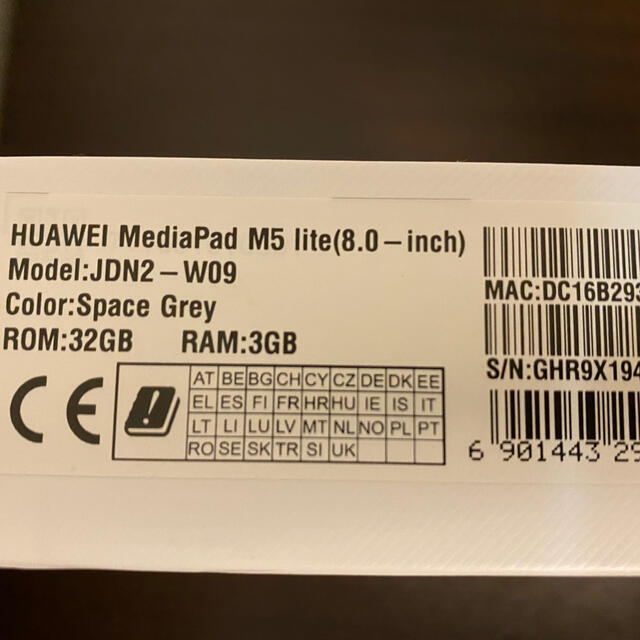 HUAWEI MediaPad M5 lite(8.0-inch)
Model:JDN2-W09
Color:Space Grey
ROM:32GB RAM:3GB
CE
AT BE BG CH CY CZ DE DK EE
EL ES FI FR HR HU IE IS IT
LT LI LU LV MT NL NO PL PT
RO SE SK TR SI UK
MAC:DC16B293
S/N:GHR9X194
6 901443 29